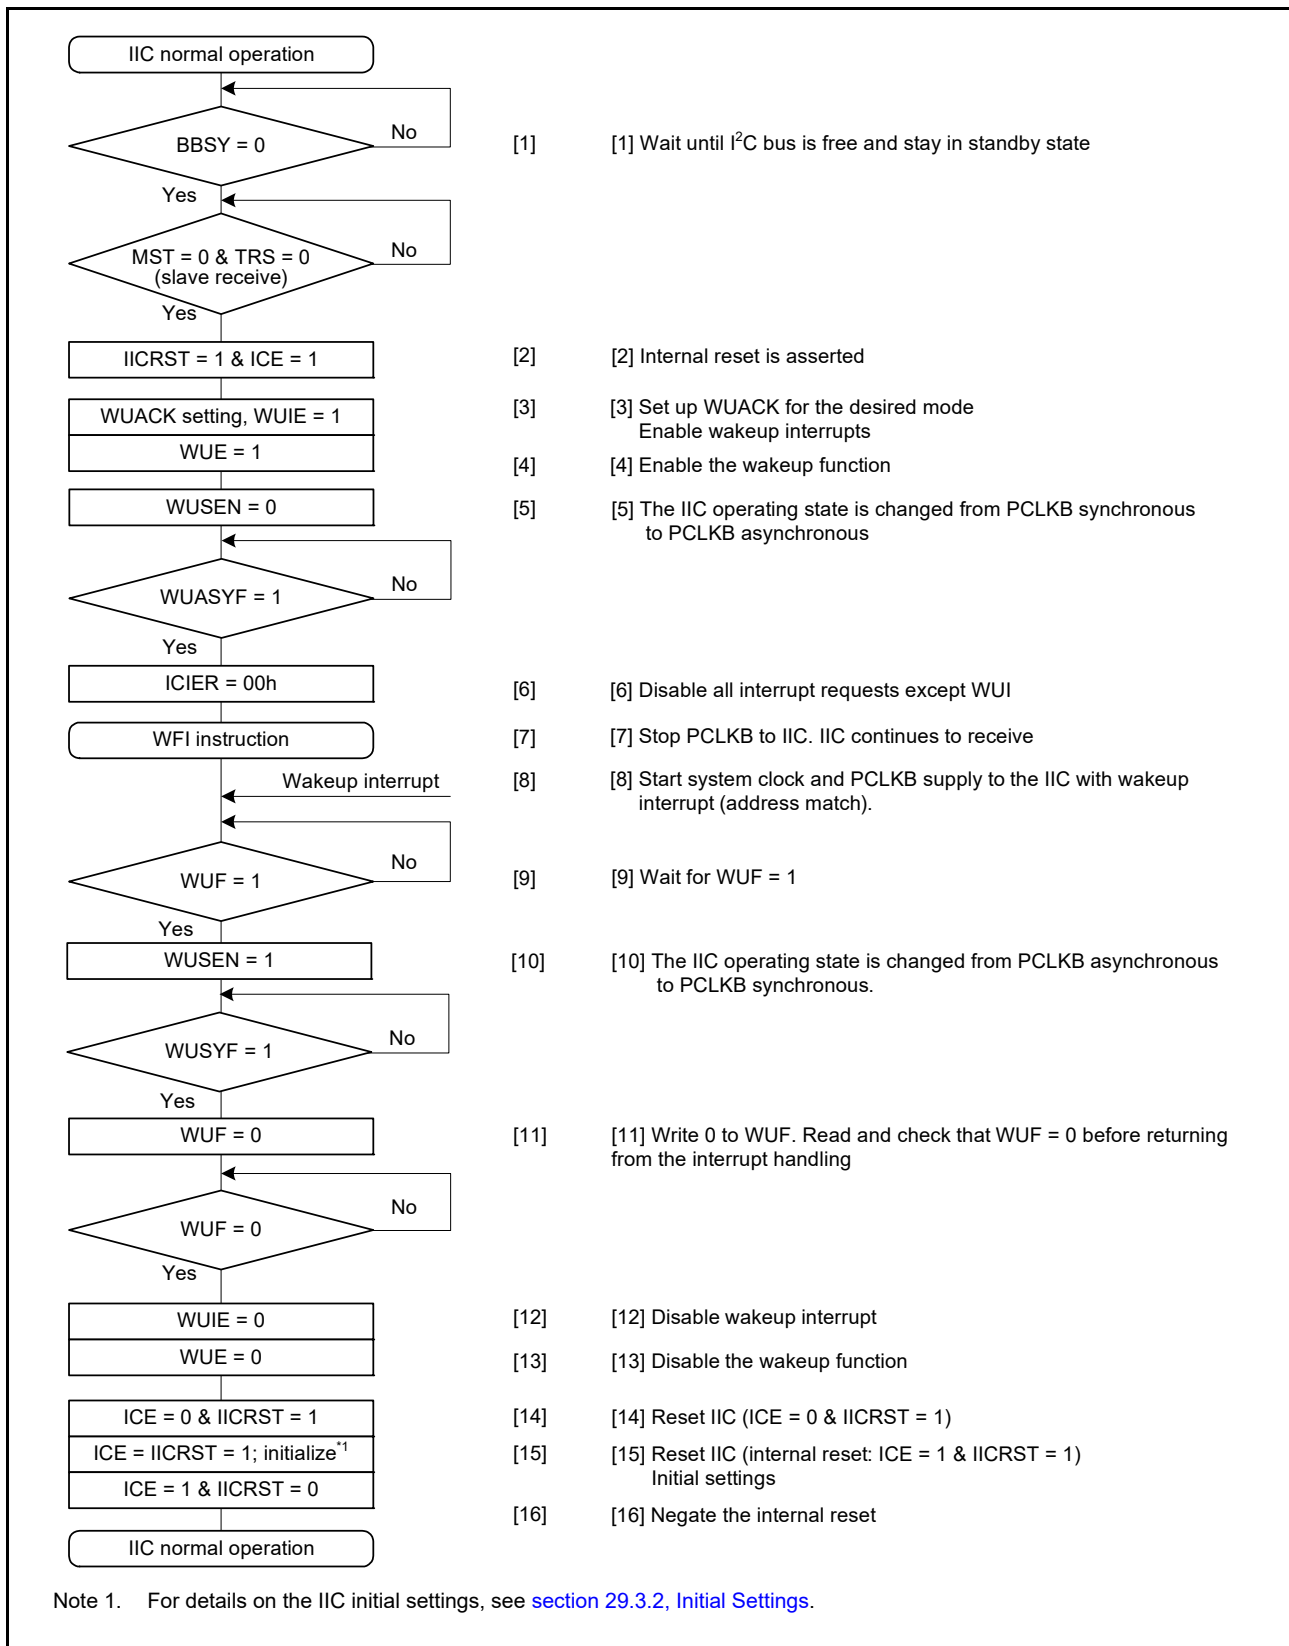 IIC normal operation
No
BBSY = 0
[1] [1] Wait until I²C bus is free and stay in standby state
Yes
MST = 0 & TRS = 0
(slave receive)
No
Yes
IICRST = 1 & ICE = 1
[2] [2] Internal reset is asserted
WUACK setting, WUIE = 1
[3] [3] Set up WUACK for the desired mode
Enable wakeup interrupts
WUE = 1
[4] [4] Enable the wakeup function
WUSEN = 0
[5] [5] The IIC operating state is changed from PCLKB synchronous
to PCLKB asynchronous
No
WUASYF = 1
Yes
ICIER = 00h
[6] [6] Disable all interrupt requests except WUI
WFI instruction
[7] [7] Stop PCLKB to IIC. IIC continues to receive
Wakeup interrupt
[8] [8] Start system clock and PCLKB supply to the IIC with wakeup
interrupt (address match).
No
WUF = 1
[9] [9] Wait for WUF = 1
Yes
WUSEN = 1
[10] [10] The IIC operating state is changed from PCLKB asynchronous
to PCLKB synchronous.
No
WUSYF = 1
Yes
WUF = 0
[11] [11] Write 0 to WUF. Read and check that WUF = 0 before returning
from the interrupt handling
No
WUF = 0
Yes
WUIE = 0
[12] [12] Disable wakeup interrupt
WUE = 0
[13] [13] Disable the wakeup function
ICE = 0 & IICRST = 1
[14] [14] Reset IIC (ICE = 0 & IICRST = 1)
ICE = IICRST = 1; initialize*1
[15] [15] Reset IIC (internal reset: ICE = 1 & IICRST = 1)
Initial settings
ICE = 1 & IICRST = 0
[16] [16] Negate the internal reset
IIC normal operation
Note 1. For details on the IIC initial settings, see section 29.3.2, Initial Settings.